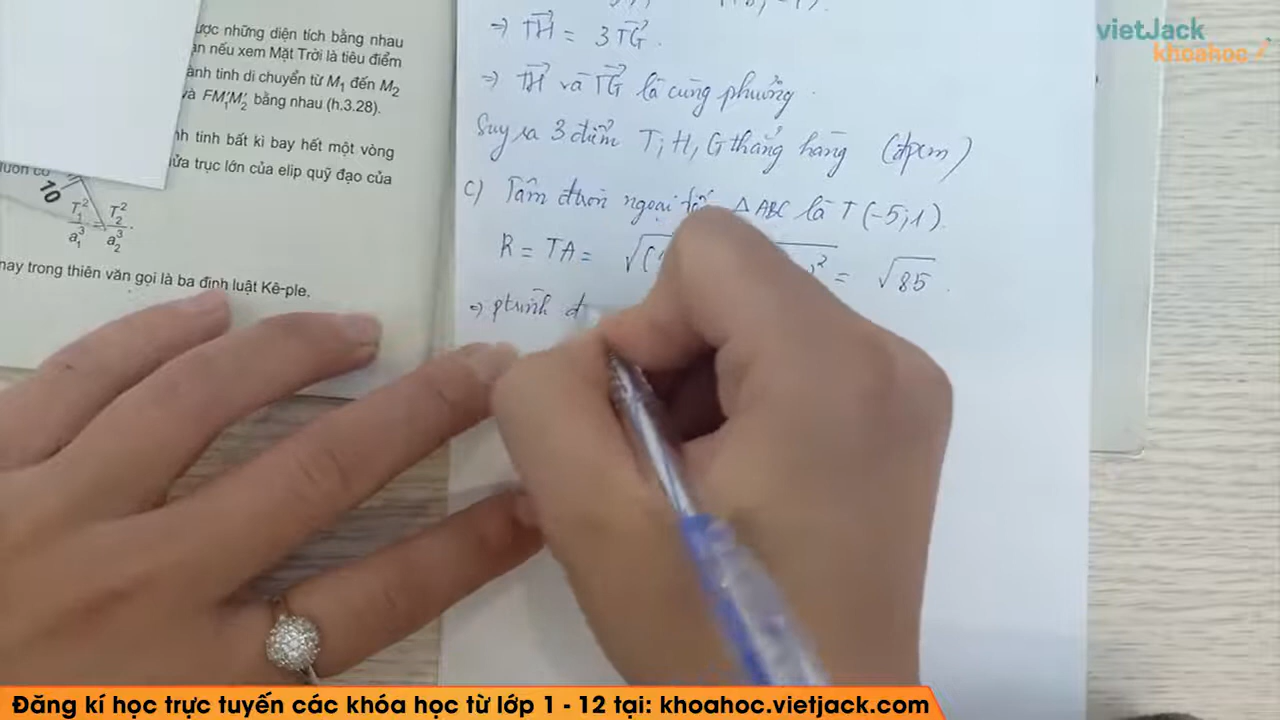 ược những diện tích bằng nhau
ạn nếu xem Mặt Trời là tiêu điểm
ành tinh di chuyển từ M₁ đến M₂
và FM₁′M₂′ bằng nhau (h.3.28).
nh tinh bất kì bay hết một vòng
ửa trục lớn của elip quỹ đạo của
10
T₁²/a₁³ = T₂²/a₂³.
hay trong thiên văn gọi là ba định luật Kê-ple.
vietJack
khoahoc
=> TH = 3TG.
=> TH và TG là cùng phương.
Suy ra 3 điểm T, H, G thẳng hàng (đpcm)
c) Tâm đtròn ngoại ΔABC là T(-5;1).
R = TA = √( )² = √85.
=> ptrình đ
Đăng kí học trực tuyến các khóa học từ lớp 1 - 12 tại: khoahoc.vietjack.com